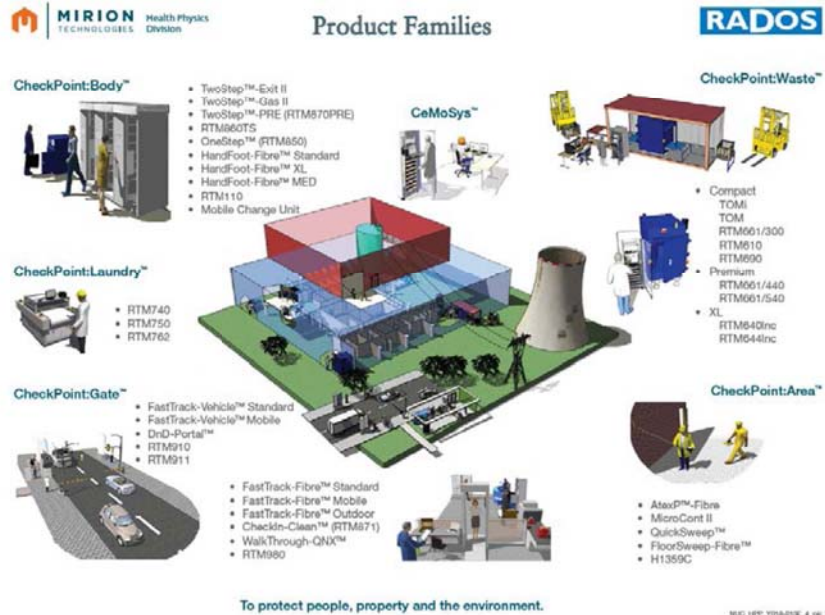 MIRION
TECHNOLOGIES
Health Physics
Division
Product Families
RADOS
CheckPoint:Body™
• TwoStep™-Exit II
• TwoStep™-Gas II
• TwoStep™-PRE (RTM870PRE)
• RTM860TS
• OneStep™ (RTM850)
• HandFoot-Fibre™ Standard
• HandFoot-Fibre™ XL
• HandFoot-Fibre™ MED
• RTM110
• Mobile Change Unit
CeMoSys™
CheckPoint:Waste™
• Compact
TOMi
TOM
RTM661/300
RTM610
RTM690
• Premium
RTM661/440
RTM661/540
• XL
RTM640Inc
RTM644Inc
CheckPoint:Laundry™
• RTM740
• RTM750
• RTM762
CheckPoint:Gate™
• FastTrack-Vehicle™ Standard
• FastTrack-Vehicle™ Mobile
• DnD-Portal™
• RTM910
• RTM911
• FastTrack-Fibre™ Standard
• FastTrack-Fibre™ Mobile
• FastTrack-Fibre™ Outdoor
• CheckIn-Clean™ (RTM871)
• WalkThrough-QNX™
• RTM980
CheckPoint:Area™
• AtexP™-Fibre
• MicroCont II
• QuickSweep™
• FloorSweep-Fibre™
• H1359C
To protect people, property and the environment.